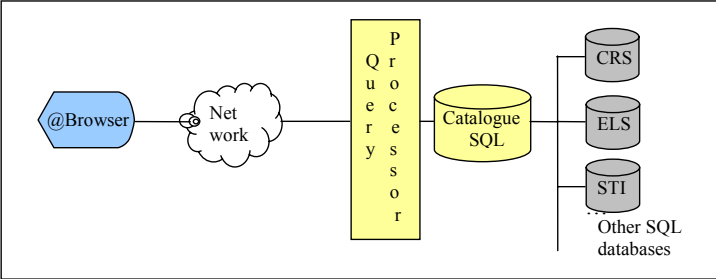 @Browser
Net
work
Query
Processor
Catalogue
SQL
CRS
ELS
STI
...
Other SQL
databases